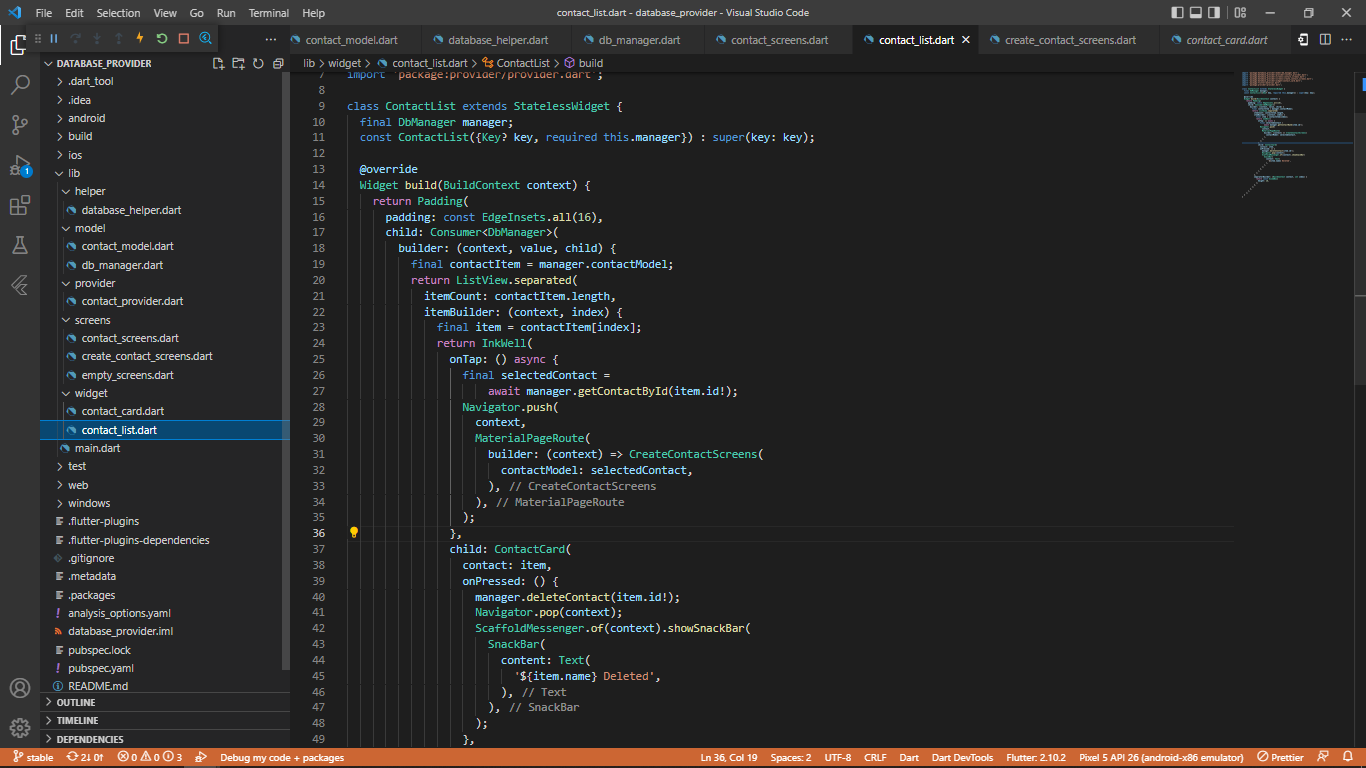 File Edit Selection View Go Run Terminal Help
contact_list.dart - database_provider - Visual Studio Code
contact_model.dart database_helper.dart db_manager.dart contact_screens.dart contact_list.dart create_contact_screens.dart contact_card.dart
lib > widget > contact_list.dart > ContactList > build
DATABASE_PROVIDER
.dart_tool
.idea
android
build
ios
lib
helper
database_helper.dart
model
contact_model.dart
db_manager.dart
provider
contact_provider.dart
screens
contact_screens.dart
create_contact_screens.dart
empty_screens.dart
widget
contact_card.dart
contact_list.dart
main.dart
test
web
windows
.flutter-plugins
.flutter-plugins-dependencies
.gitignore
.metadata
.packages
analysis_options.yaml
database_provider.iml
pubspec.lock
pubspec.yaml
README.md
OUTLINE
TIMELINE
DEPENDENCIES
1
7 import 'package:provider/provider.dart';
8
9 class ContactList extends StatelessWidget {
10 final DbManager manager;
11 const ContactList({Key? key, required this.manager}) : super(key: key);
12
13 @override
14 Widget build(BuildContext context) {
15 return Padding(
16 padding: const EdgeInsets.all(16),
17 child: Consumer<DbManager>(
18 builder: (context, value, child) {
19 final contactItem = manager.contactModel;
20 return ListView.separated(
21 itemCount: contactItem.length,
22 itemBuilder: (context, index) {
23 final item = contactItem[index];
24 return InkWell(
25 onTap: () async {
26 final selectedContact =
27 await manager.getContactById(item.id!);
28 Navigator.push(
29 context,
30 MaterialPageRoute(
31 builder: (context) => CreateContactScreens(
32 contactModel: selectedContact,
33 ), // CreateContactScreens
34 ), // MaterialPageRoute
35 );
36 },
37 child: ContactCard(
38 contact: item,
39 onPressed: () {
40 manager.deleteContact(item.id!);
41 Navigator.pop(context);
42 ScaffoldMessenger.of(context).showSnackBar(
43 SnackBar(
44 content: Text(
45 '${item.name} Deleted',
46 ), // Text
47 ), // SnackBar
48 );
49 },
stable 2↓ 0↑ 0 0 3 Debug my code + packages Ln 36, Col 19 Spaces: 2 UTF-8 CRLF Dart Dart DevTools Flutter: 2.10.2 Pixel 5 API 26 (android-x86 emulator) Prettier